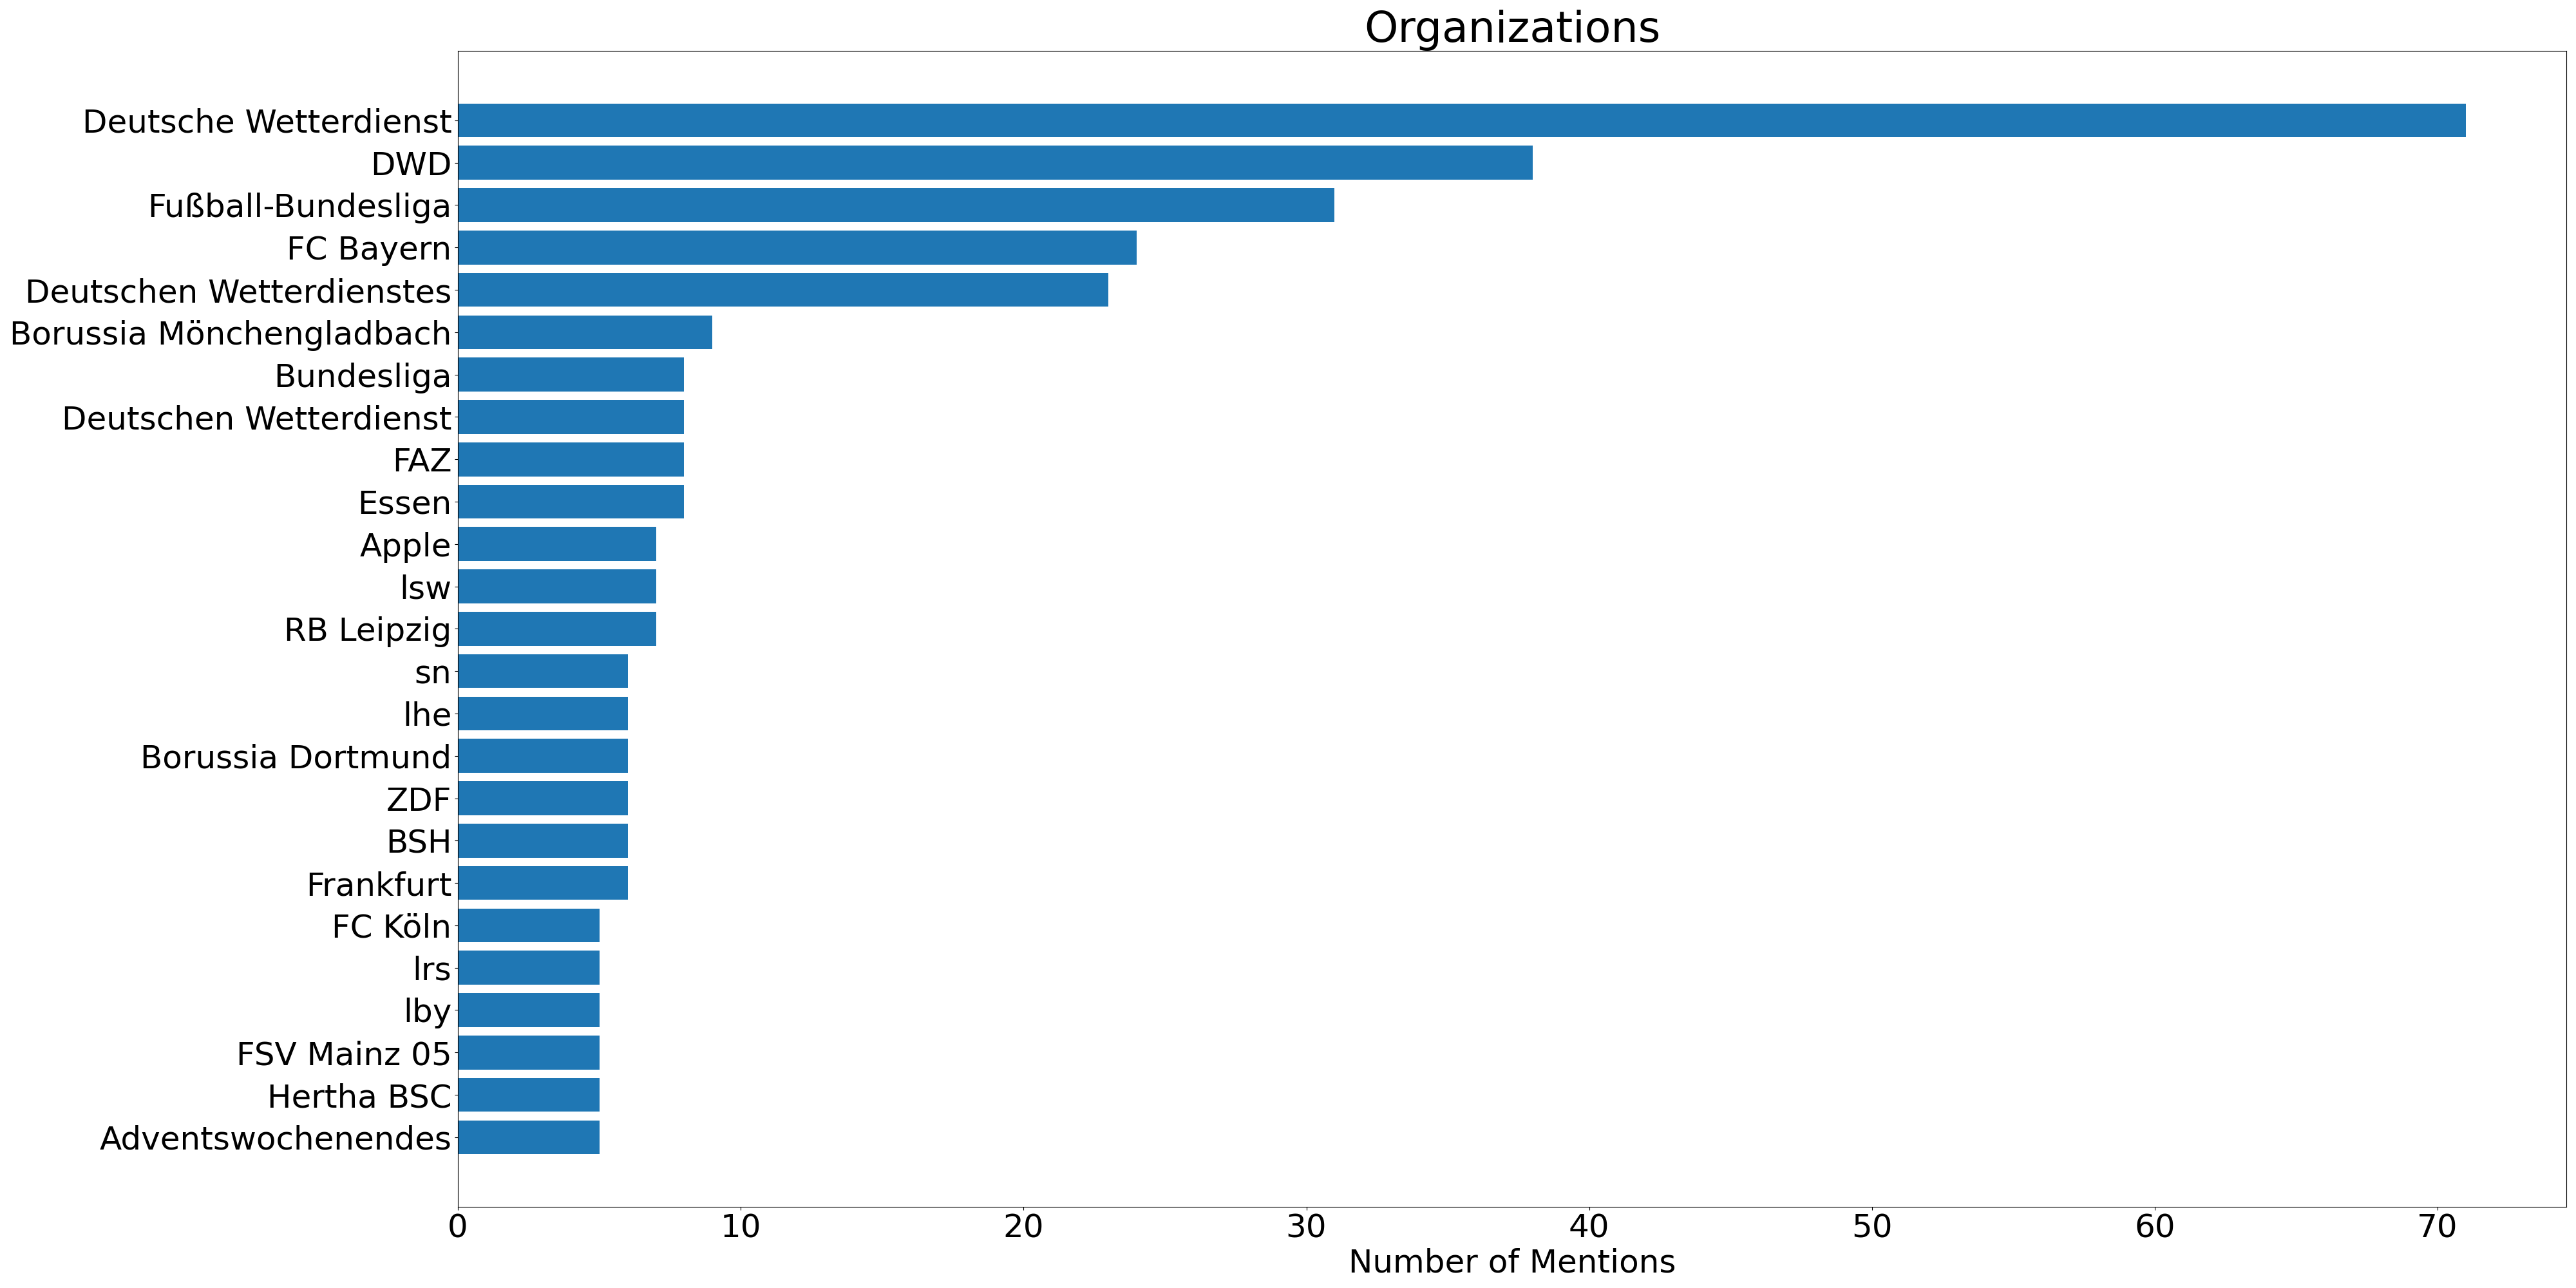 Organizations
Deutsche Wetterdienst
DWD
Fußball-Bundesliga
FC Bayern
Deutschen Wetterdienstes
Borussia Mönchengladbach
Bundesliga
Deutschen Wetterdienst
FAZ
Essen
Apple
lsw
RB Leipzig
sn
lhe
Borussia Dortmund
ZDF
BSH
Frankfurt
FC Köln
lrs
lby
FSV Mainz 05
Hertha BSC
Adventswochenendes
0 10 20 30 40 50 60 70
Number of Mentions